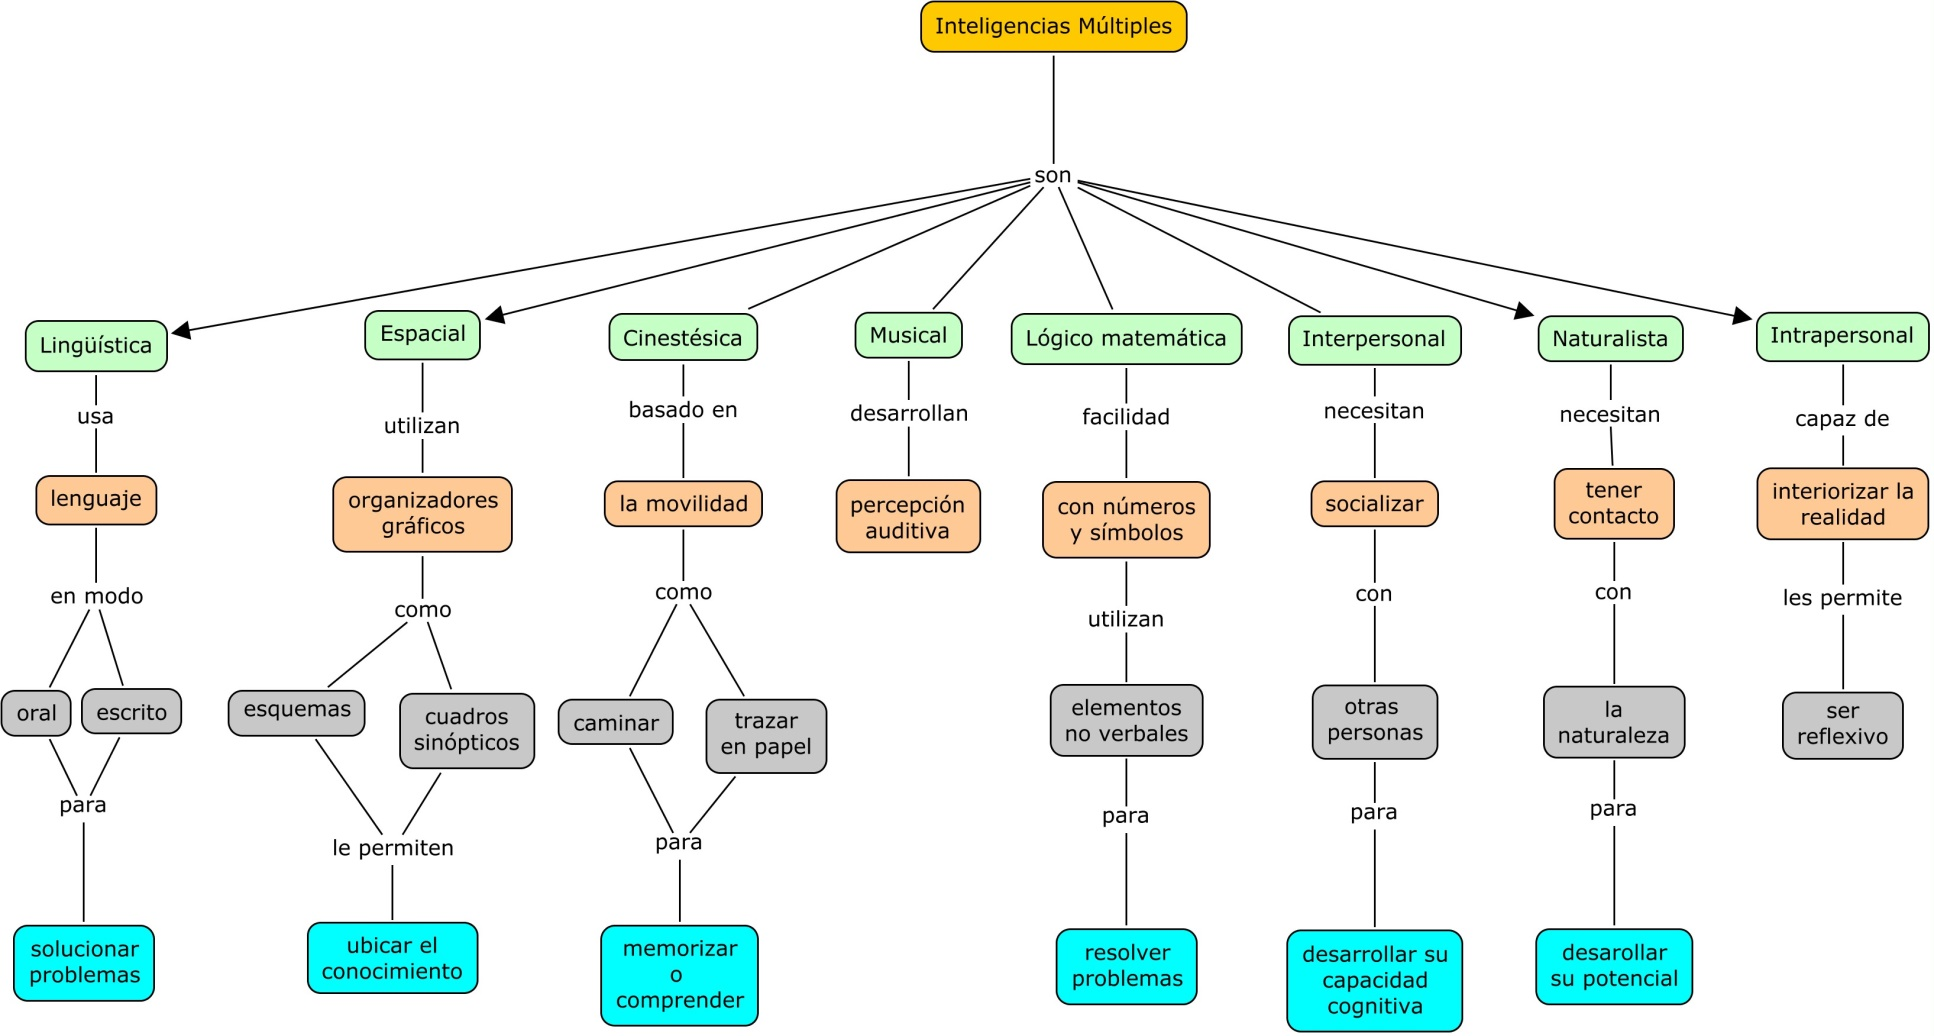 Inteligencias Múltiples
son
Lingüística
Espacial
Cinestésica
Musical
Lógico matemática
Interpersonal
Naturalista
Intrapersonal
usa
utilizan
basado en
desarrollan
facilidad
necesitan
necesitan
capaz de
lenguaje
organizadores
gráficos
la movilidad
percepción
auditiva
con números
y símbolos
socializar
tener
contacto
interiorizar la
realidad
en modo
como
como
utilizan
con
con
les permite
oral
escrito
esquemas
cuadros
sinópticos
caminar
trazar
en papel
elementos
no verbales
otras
personas
la
naturaleza
ser
reflexivo
para
le permiten
para
para
para
para
solucionar
problemas
ubicar el
conocimiento
memorizar
o
comprender
resolver
problemas
desarrollar su
capacidad
cognitiva
desarollar
su potencial